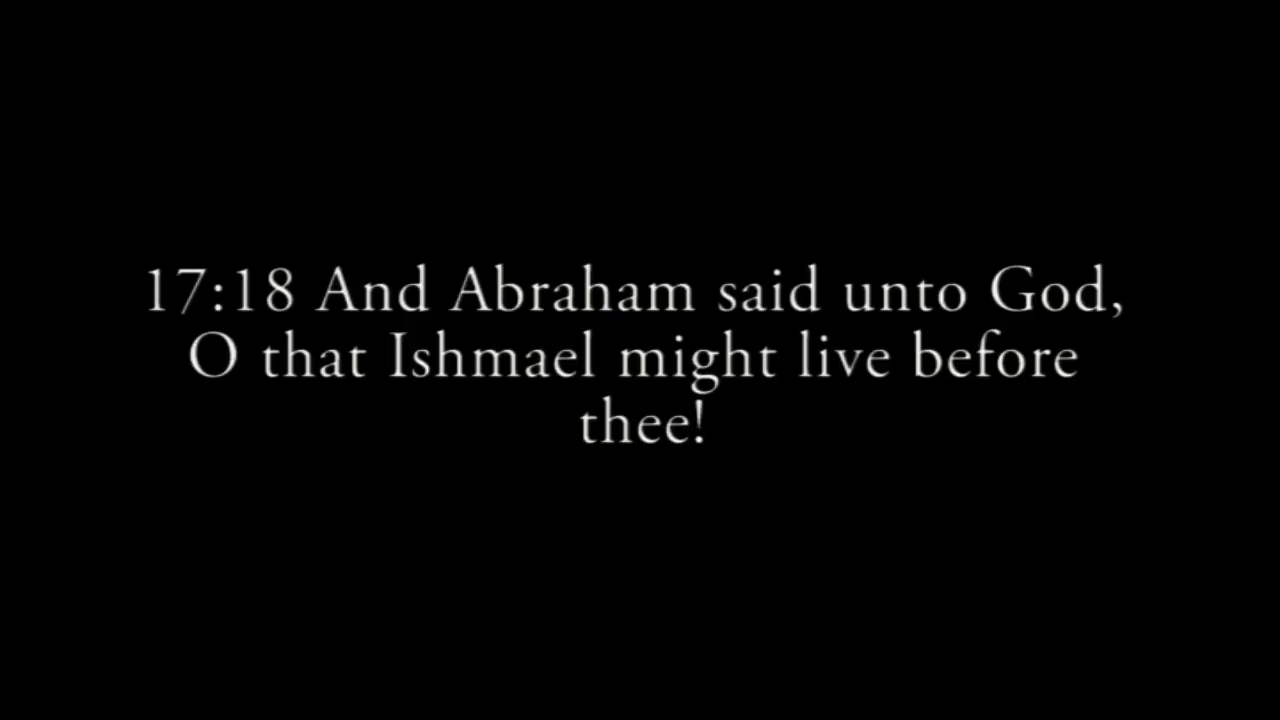 17:18 And Abraham said unto God,
O that Ishmael might live before
thee!